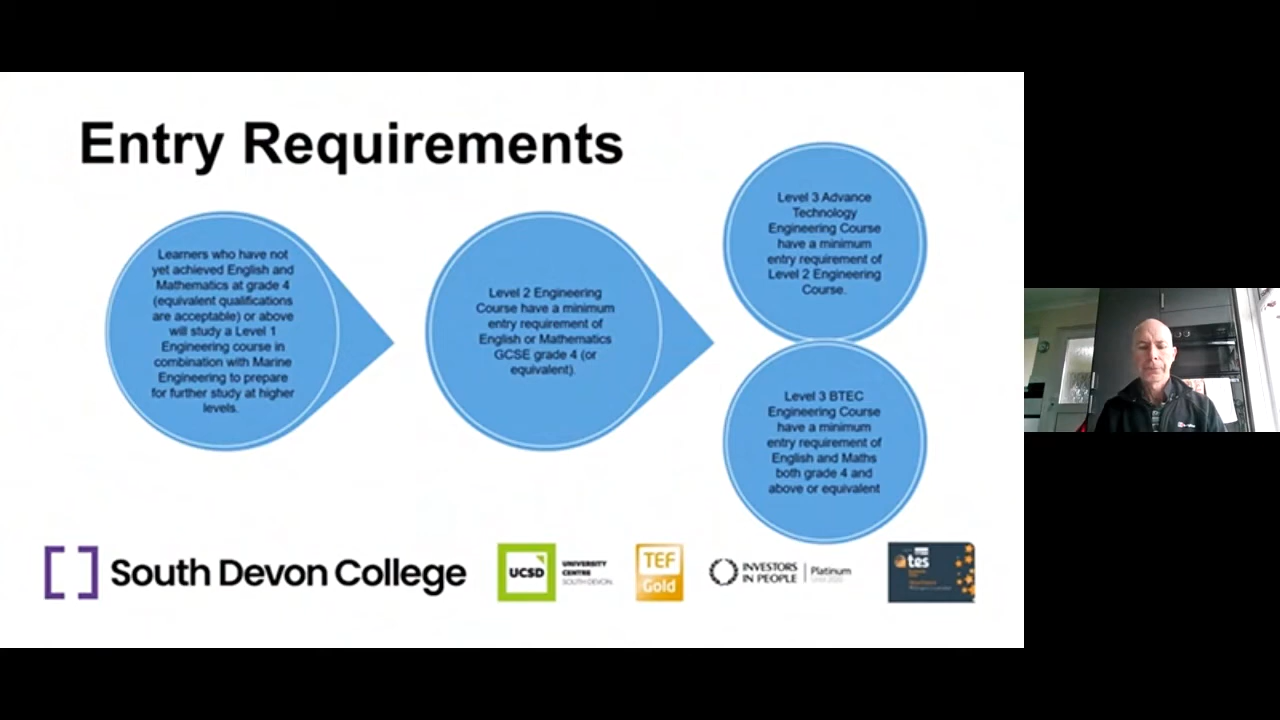 Entry Requirements
Learners who have not
yet achieved English and
Mathematics at grade 4
(equivalent qualifications
are acceptable) or above
will study a Level 1
Engineering course in
combination with Marine
Engineering to prepare
for further study at higher
levels.
Level 2 Engineering
Course have a minimum
entry requirement of
English or Mathematics
GCSE grade 4 (or
equivalent).
Level 3 Advance
Technology
Engineering Course
have a minimum
entry requirement of
Level 2 Engineering
Course.
Level 3 BTEC
Engineering Course
have a minimum
entry requirement of
English and Maths
both grade 4 and
above or equivalent
South Devon College
UCSD
UNIVERSITY
CENTRE
SOUTH DEVON
TEF
Gold
INVESTORS
IN PEOPLE
Platinum
tes